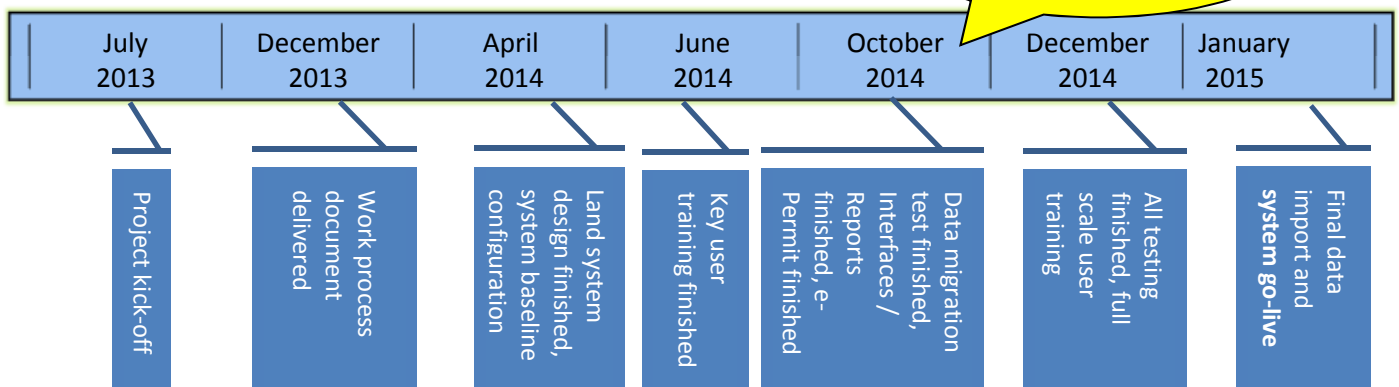 July
2013
December
2013
April
2014
June
2014
October
2014
December
2014
January
2015
Project kick-off
Work process
document
delivered
Land system
design finished,
system baseline
configuration
Key user
training finished
Data migration
test finished,
Interfaces /
Reports
finished, e-
Permit finished
All testing
finished, full
scale user
training
Final data
import and
system go-live